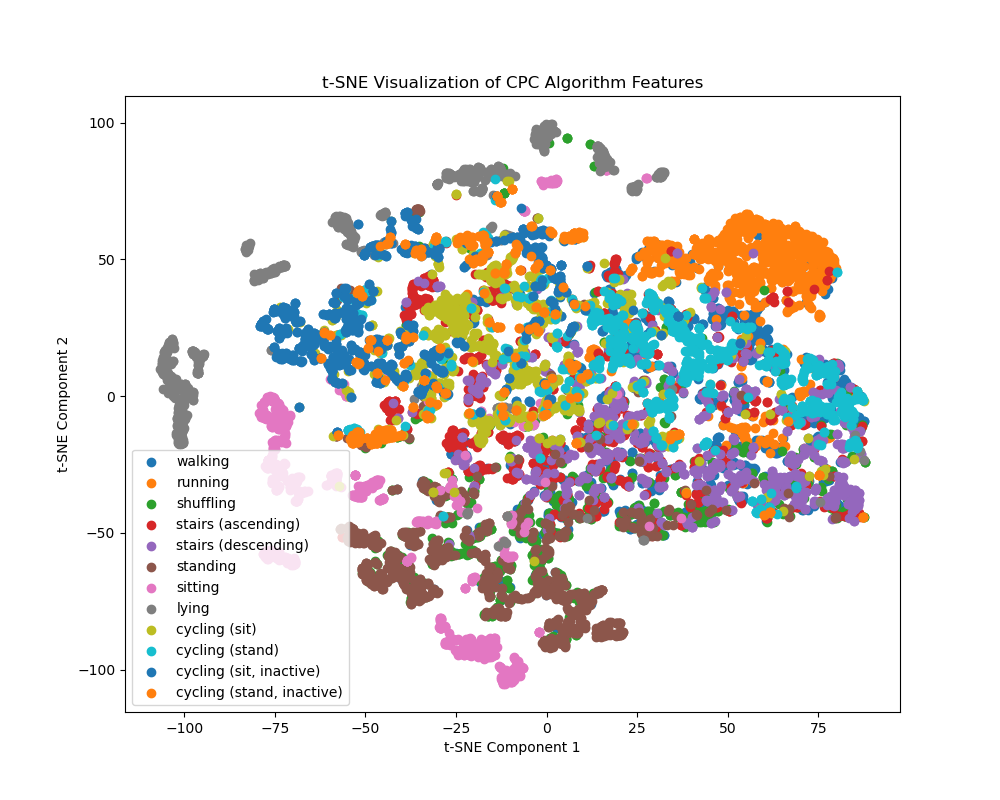 t-SNE Visualization of CPC Algorithm Features
100
50
0
−50
−100
t-SNE Component 2
walking
running
shuffling
stairs (ascending)
stairs (descending)
standing
sitting
lying
cycling (sit)
cycling (stand)
cycling (sit, inactive)
cycling (stand, inactive)
−100 −75 −50 −25 0 25 50 75
t-SNE Component 1